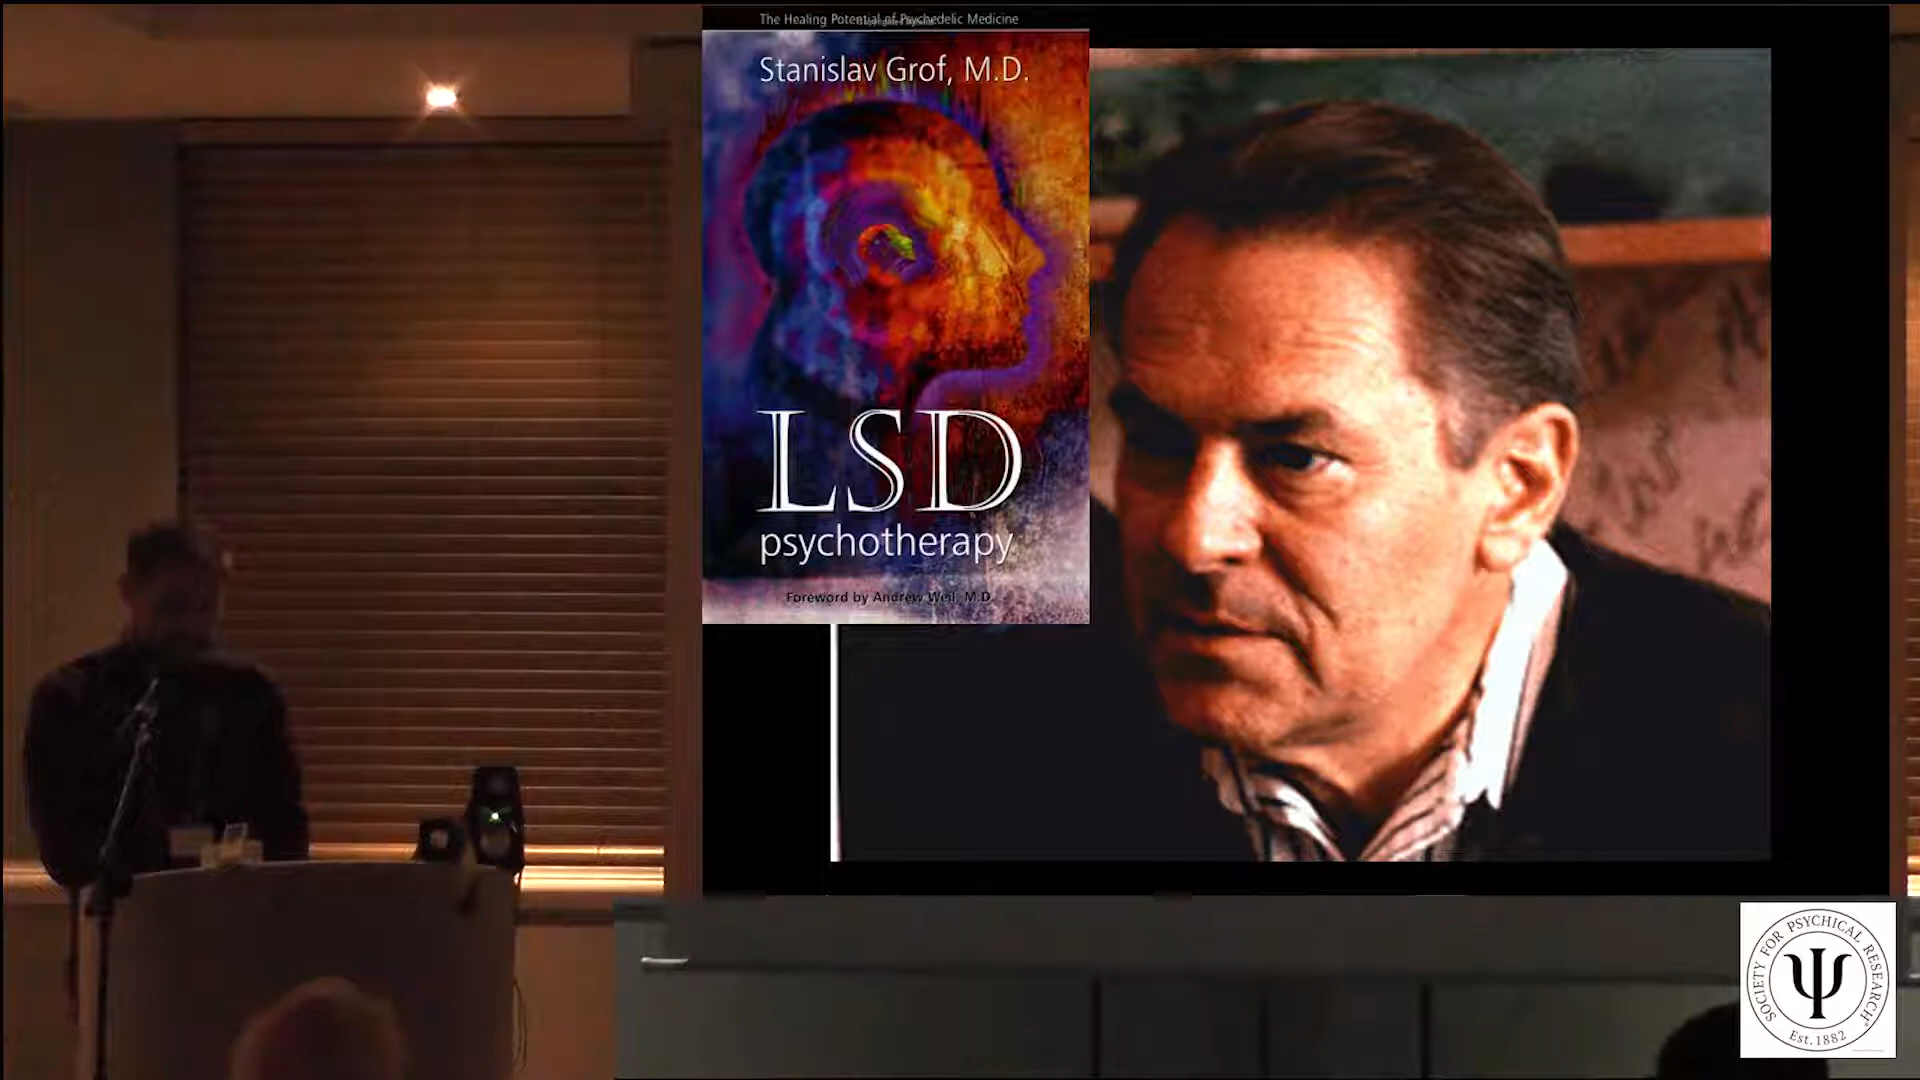 The Healing Potential of Psychedelic Medicine
Stanislav Grof, M.D.
LSD
psychotherapy
Foreword by Andrew Weil, M.D.
SOCIETY FOR PSYCHICAL RESEARCH
Ψ
Est. 1882